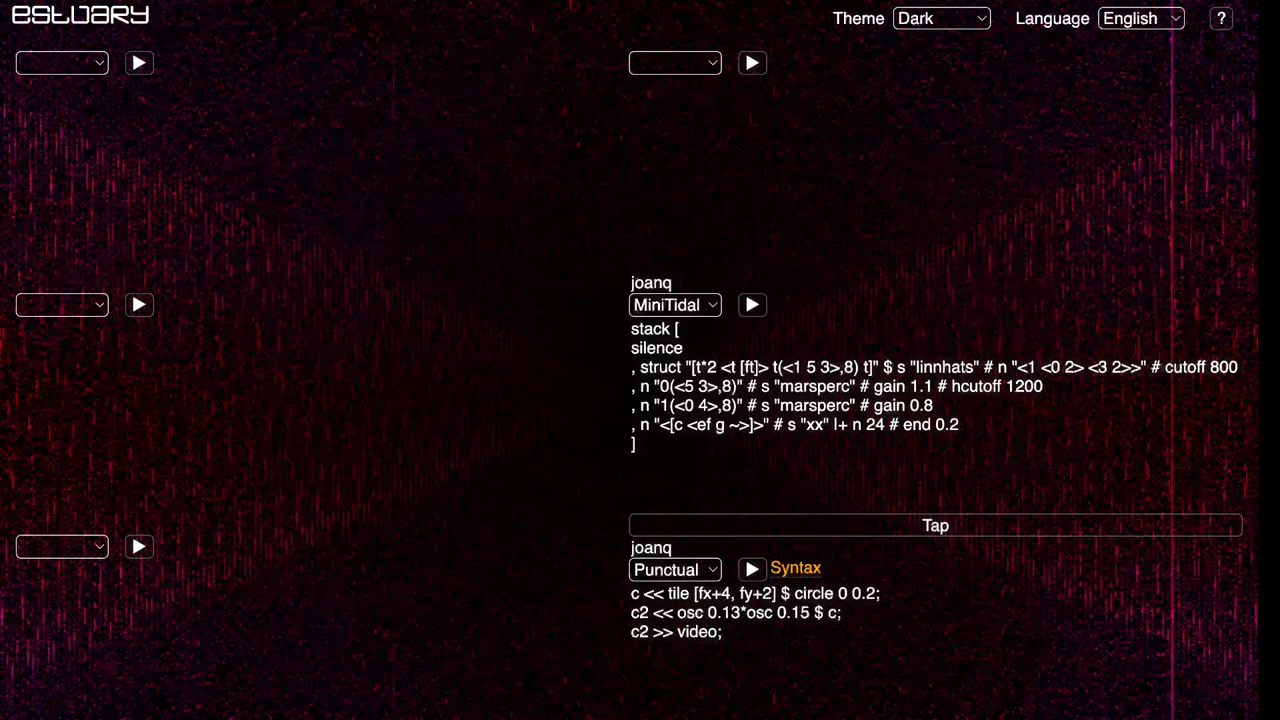 estuary
Theme Dark Language English ?
joanq
MiniTidal
stack [
silence
, struct "[t*2 <t [ft]> t(<1 5 3>,8) t]" $ s "linnhats" # n "<1 <0 2> <3 2>>" # cutoff 800
, n "0(<5 3>,8)" # s "marsperc" # gain 1.1 # hcutoff 1200
, n "1(<0 4>,8)" # s "marsperc" # gain 0.8
, n "<[c <ef g ~>]>" # s "xx" |+ n 24 # end 0.2
]
Tap
joanq
Punctual Syntax
c << tile [fx+4, fy+2] $ circle 0 0.2;
c2 << osc 0.13*osc 0.15 $ c;
c2 >> video;